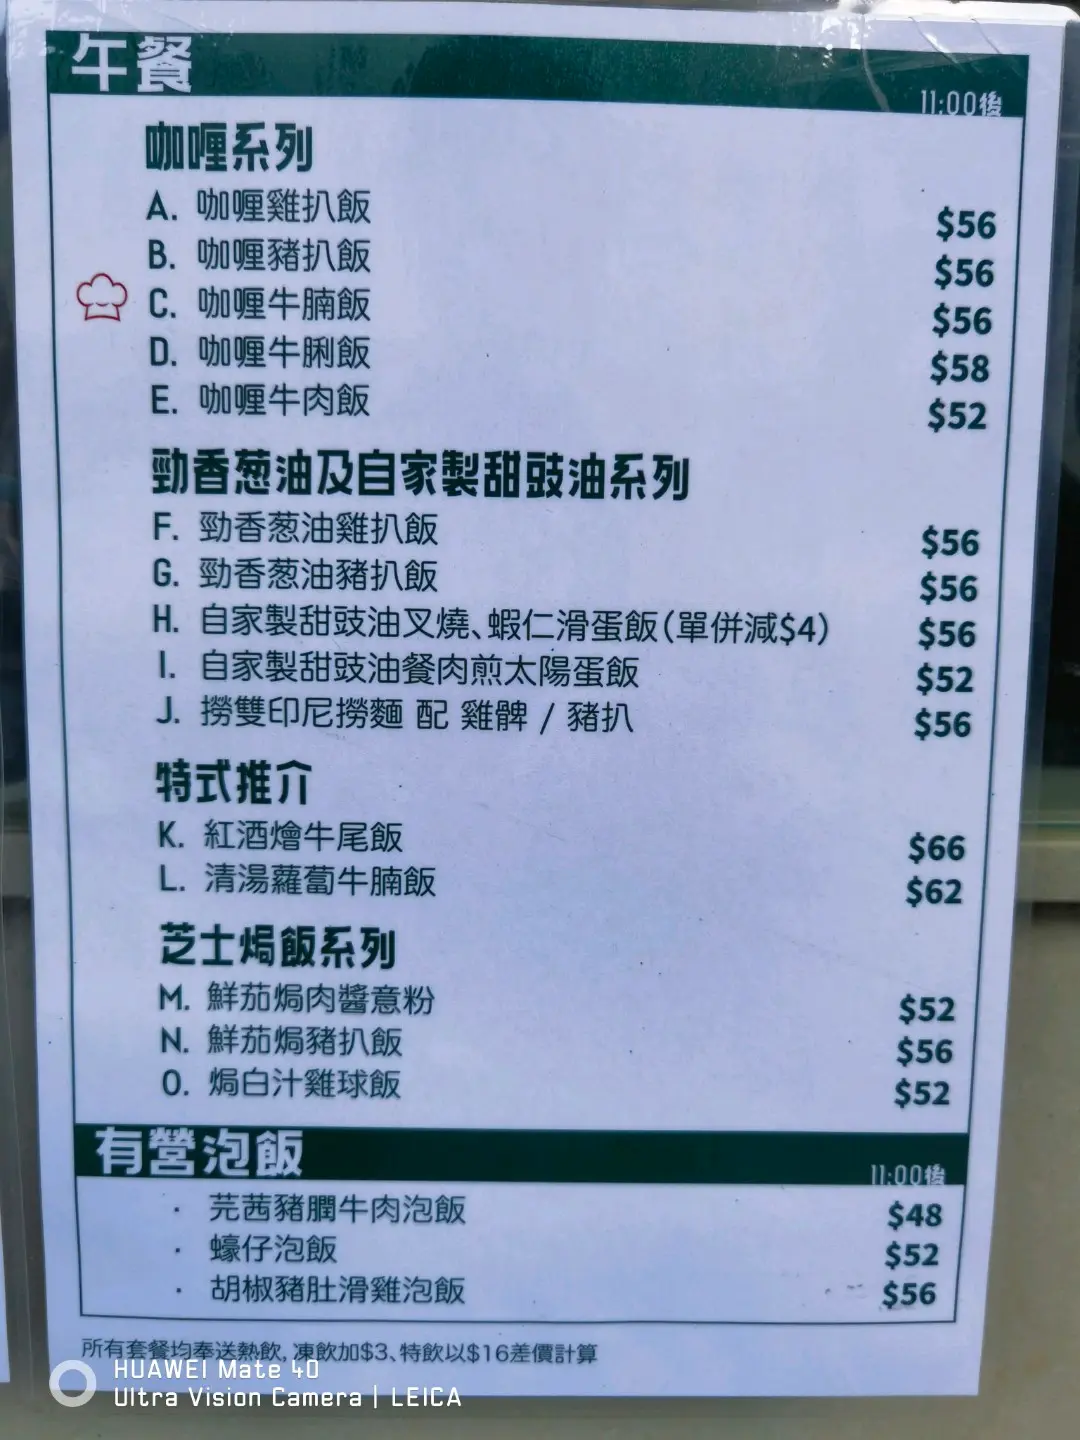 午餐
11:00後
咖喱系列
A. 咖喱雞扒飯 $56
B. 咖喱豬扒飯 $56
C. 咖喱牛腩飯 $56
D. 咖喱牛脷飯 $58
E. 咖喱牛肉飯 $52
勁香葱油及自家製甜豉油系列
F. 勁香葱油雞扒飯 $56
G. 勁香葱油豬扒飯 $56
H. 自家製甜豉油叉燒、蝦仁滑蛋飯(單併減$4) $56
I. 自家製甜豉油餐肉煎太陽蛋飯 $52
J. 撈雙印尼撈麵 配 雞髀 / 豬扒 $56
特式推介
K. 紅酒燴牛尾飯 $66
L. 清湯蘿蔔牛腩飯 $62
芝士焗飯系列
M. 鮮茄焗肉醬意粉 $52
N. 鮮茄焗豬扒飯 $56
O. 焗白汁雞球飯 $52
有營泡飯
11:00後
· 芫茜豬膶牛肉泡飯 $48
· 蠔仔泡飯 $52
· 胡椒豬肚滑雞泡飯 $56
所有套餐均奉送熱飲, 凍飲加$3、特飲以$16差價計算
HUAWEI Mate 40
Ultra Vision Camera | LEICA